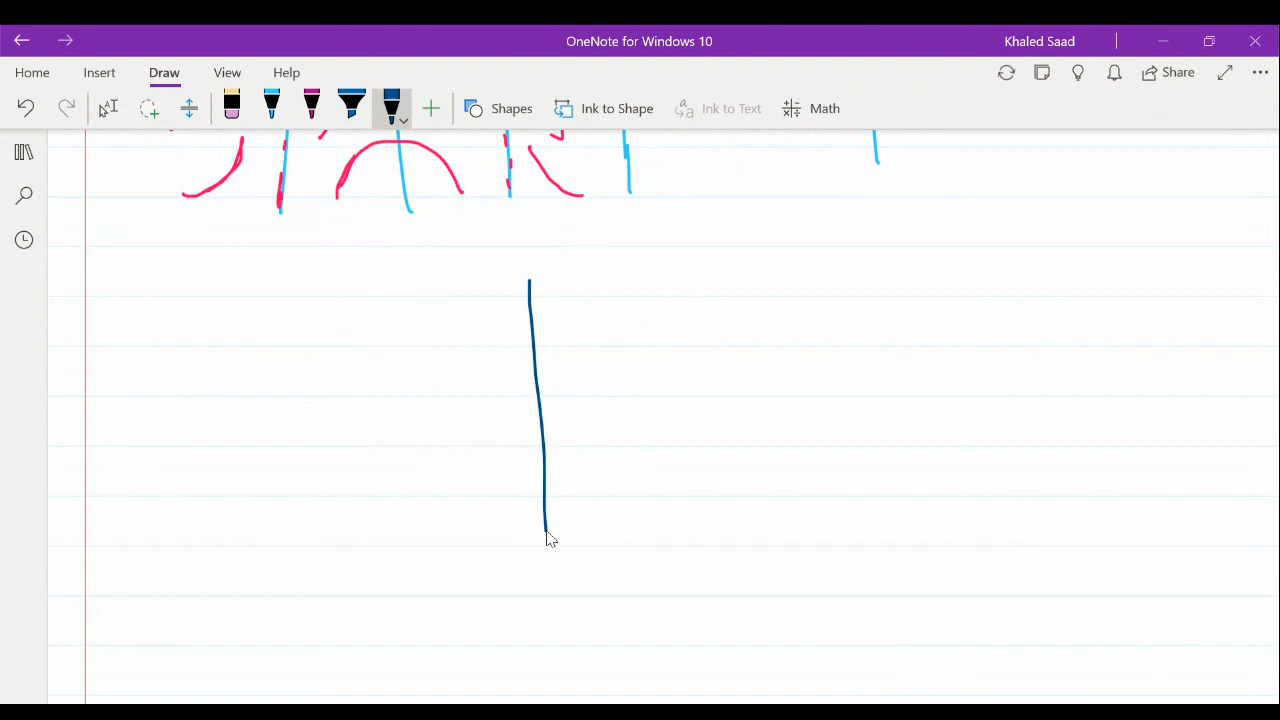 OneNote for Windows 10
Khaled Saad
Home Insert Draw View Help
Share
Shapes Ink to Shape Ink to Text Math